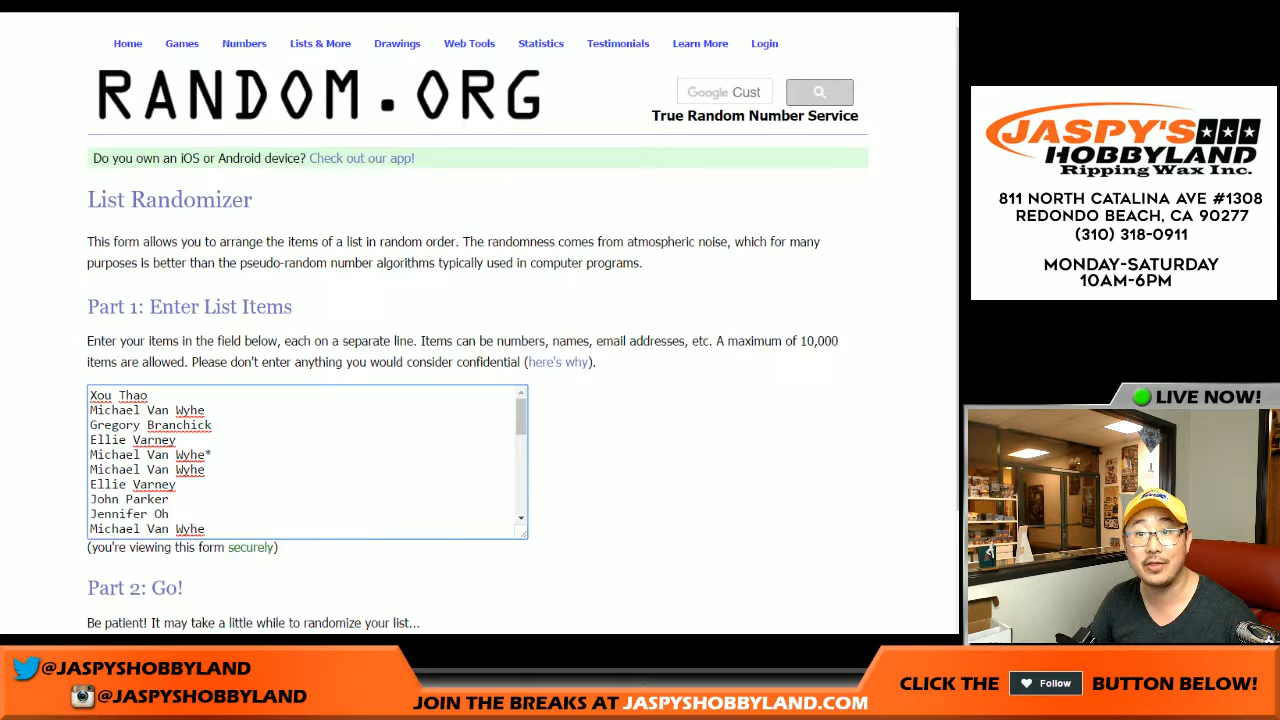 Home Games Numbers Lists & More Drawings Web Tools Statistics Testimonials Learn More Login
RANDOM.ORG
Google Cust
True Random Number Service
Do you own an iOS or Android device? Check out our app!
List Randomizer
This form allows you to arrange the items of a list in random order. The randomness comes from atmospheric noise, which for many
purposes is better than the pseudo-random number algorithms typically used in computer programs.
Part 1: Enter List Items
Enter your items in the field below, each on a separate line. Items can be numbers, names, email addresses, etc. A maximum of 10,000
items are allowed. Please don't enter anything you would consider confidential (here's why).
Xou Thao
Michael Van Wyhe
Gregory Branchick
Ellie Varney
Michael Van Wyhe*
Michael Van Wyhe
Ellie Varney
John Parker
Jennifer Oh
Michael Van Wyhe
(you're viewing this form securely)
Part 2: Go!
Be patient! It may take a little while to randomize your list...
JASPY'S
HOBBYLAND
Ripping Wax Inc.
811 NORTH CATALINA AVE #1308
REDONDO BEACH, CA 90277
(310) 318-0911
MONDAY-SATURDAY
10AM-6PM
LIVE NOW!
@JASPYSHOBBYLAND
@JASPYSHOBBYLAND
JOIN THE BREAKS AT JASPYSHOBBYLAND.COM
CLICK THE Follow BUTTON BELOW!